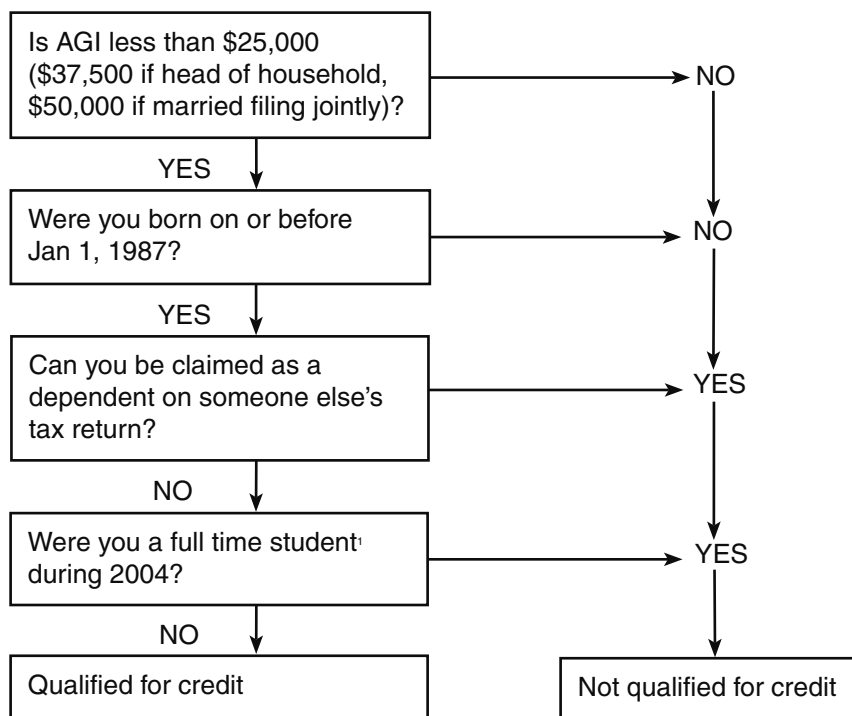 Is AGI less than $25,000
($37,500 if head of household,
$50,000 if married filing jointly)?
NO
YES
Were you born on or before
Jan 1, 1987?
NO
YES
Can you be claimed as a
dependent on someone else’s
tax return?
YES
NO
Were you a full time student¹
during 2004?
YES
NO
Qualified for credit
Not qualified for credit